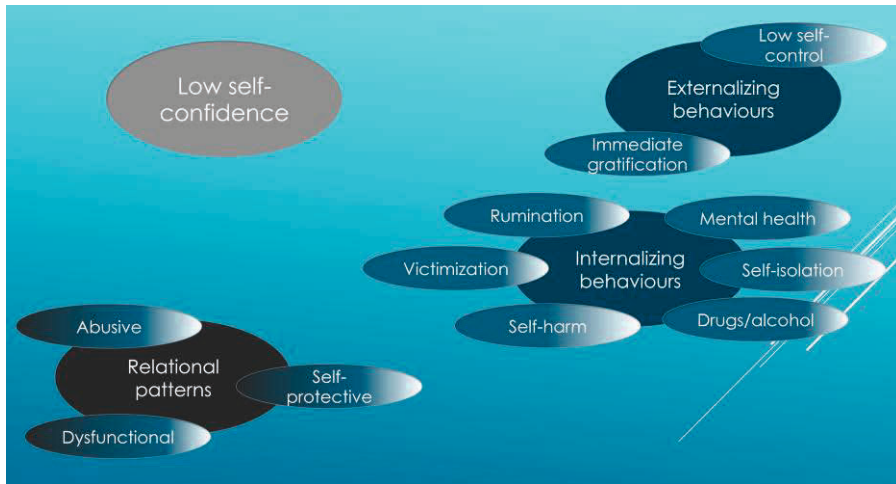 Low self-
confidence
Low self-
control
Externalizing
behaviours
Immediate
gratification
Rumination
Mental health
Victimization
Internalizing
behaviours
Self-isolation
Self-harm
Drugs/alcohol
Abusive
Relational
patterns
Self-
protective
Dysfunctional